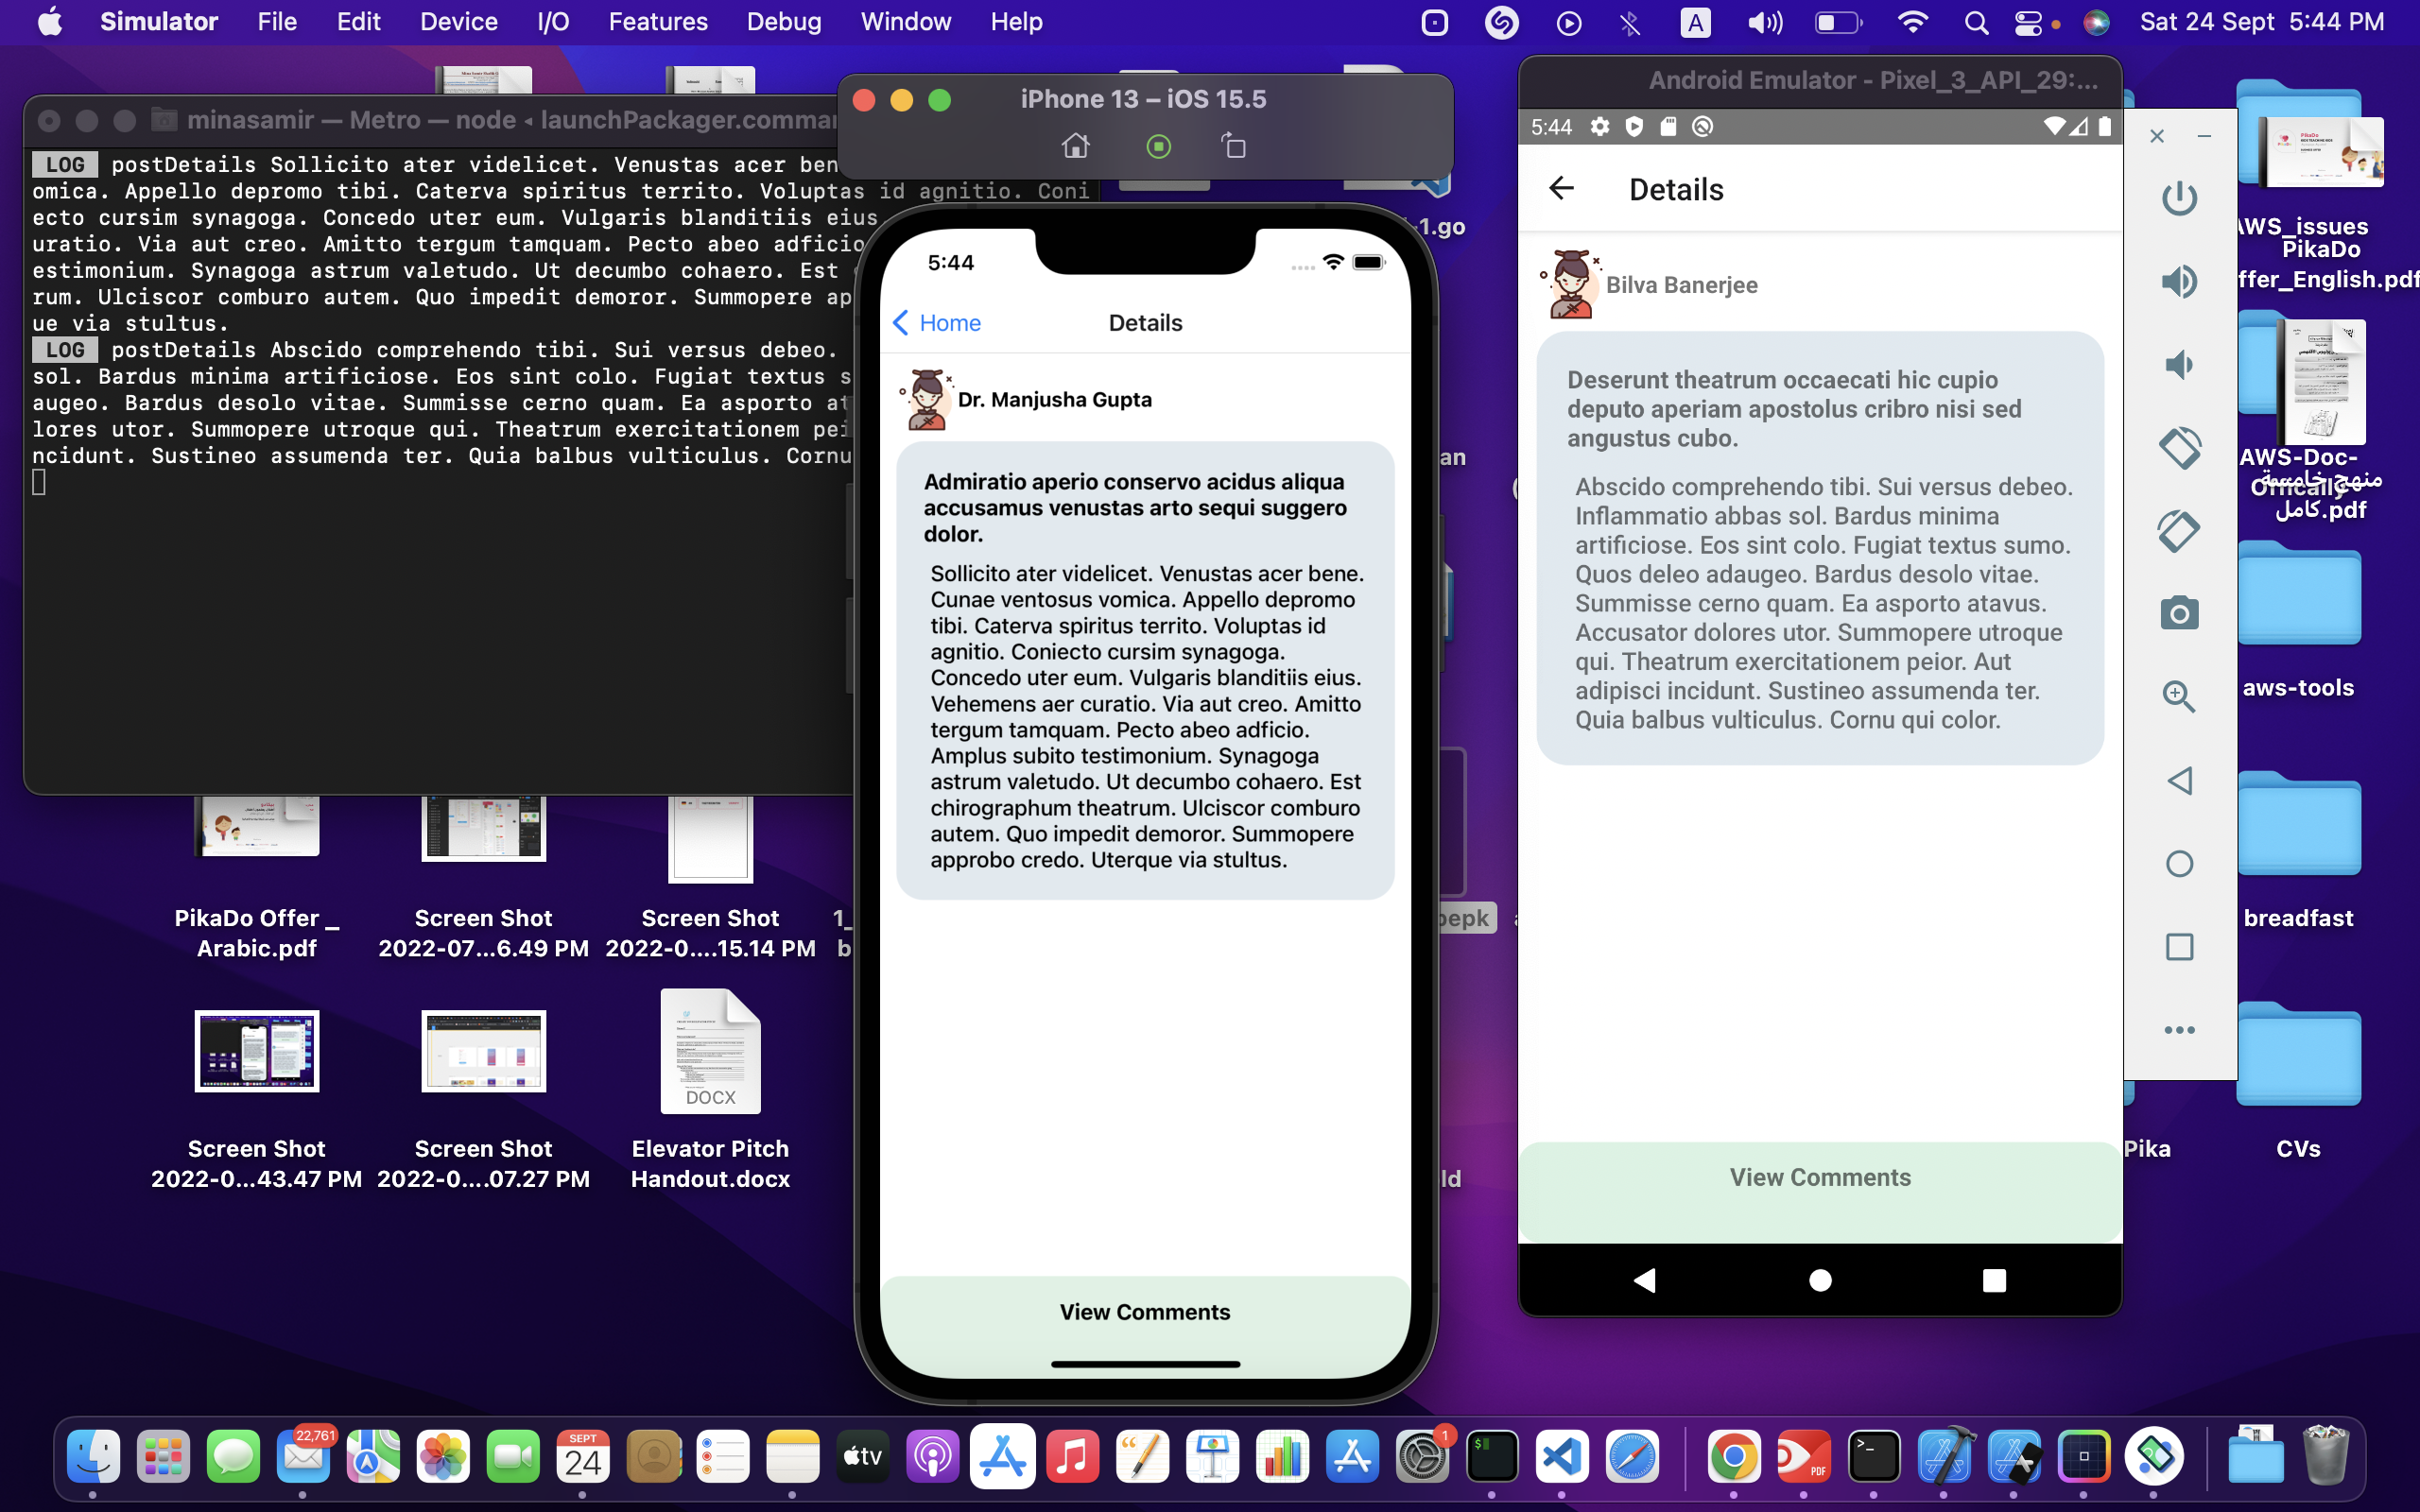 Simulator File Edit Device I/O Features Debug Window Help
A
Sat 24 Sept 5:44 PM
minasamir — Metro — node ◂ launchPackager.comman
LOG postDetails Sollicito ater videlicet. Venustas acer ben
omica. Appello depromo tibi. Caterva spiritus territo. Voluptas id agnitio. Coni
ecto cursim synagoga. Concedo uter eum. Vulgaris blanditiis eius.
uratio. Via aut creo. Amitto tergum tamquam. Pecto abeo adficio
estimonium. Synagoga astrum valetudo. Ut decumbo cohaero. Est
rum. Ulciscor comburo autem. Quo impedit demoror. Summopere ap
ue via stultus.
LOG postDetails Abscido comprehendo tibi. Sui versus debeo.
sol. Bardus minima artificiose. Eos sint colo. Fugiat textus s
augeo. Bardus desolo vitae. Summisse cerno quam. Ea asporto at
lores utor. Summopere utroque qui. Theatrum exercitationem pei
ncidunt. Sustineo assumenda ter. Quia balbus vulticulus. Cornu
iPhone 13 – iOS 15.5
5:44
Home
Details
Dr. Manjusha Gupta
Admiratio aperio conservo acidus aliqua
accusamus venustas arto sequi suggero
dolor.
Sollicito ater videlicet. Venustas acer bene.
Cunae ventosus vomica. Appello depromo
tibi. Caterva spiritus territo. Voluptas id
agnitio. Coniecto cursim synagoga.
Concedo uter eum. Vulgaris blanditiis eius.
Vehemens aer curatio. Via aut creo. Amitto
tergum tamquam. Pecto abeo adficio.
Amplus subito testimonium. Synagoga
astrum valetudo. Ut decumbo cohaero. Est
chirographum theatrum. Ulciscor comburo
autem. Quo impedit demoror. Summopere
approbo credo. Uterque via stultus.
View Comments
Android Emulator - Pixel_3_API_29:...
5:44
Details
Bilva Banerjee
Deserunt theatrum occaecati hic cupio
deputo aperiam apostolus cribro nisi sed
angustus cubo.
Abscido comprehendo tibi. Sui versus debeo.
Inflammatio abbas sol. Bardus minima
artificiose. Eos sint colo. Fugiat textus sumo.
Quos deleo adaugeo. Bardus desolo vitae.
Summisse cerno quam. Ea asporto atavus.
Accusator dolores utor. Summopere utroque
qui. Theatrum exercitationem peior. Aut
adipisci incidunt. Sustineo assumenda ter.
Quia balbus vulticulus. Cornu qui color.
View Comments
-1.go
an
pepk
ld
AWS_issues
PikaDo
ffer_English.pdf
AWS-Doc-
منهج خامسة
كامل.pdf
aws-tools
breadfast
Pika
CVs
PikaDo Offer _
Arabic.pdf
Screen Shot
2022-07...6.49 PM
Screen Shot
2022-0....15.14 PM
1_
b
DOCX
Screen Shot
2022-0...43.47 PM
Screen Shot
2022-0....07.27 PM
Elevator Pitch
Handout.docx
22,761
SEPT
24
tv
1
PDF